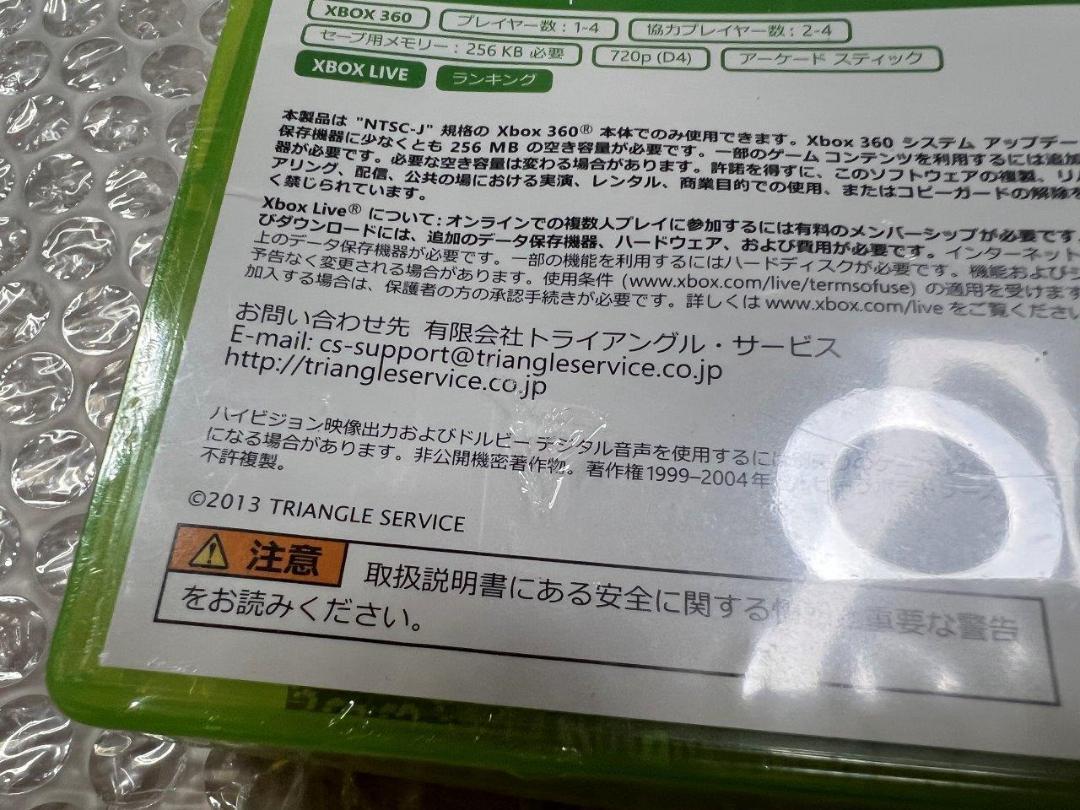 XBOX 360 プレイヤー数:1-4 協力プレイヤー数:2-4
セーブ用メモリー:256 KB 必要 720p (D4) アーケード スティック
XBOX LIVE ランキング
本製品は "NTSC-J" 規格の Xbox 360® 本体でのみ使用できます。Xbox 360 システム アップデー
保存機器に少なくとも 256 MB の空き容量が必要です。一部のゲーム コンテンツを利用するには追加
器が必要です。必要な空き容量は変わる場合があります。許諾を得ずに、このソフトウェアの複製、リバ
アリング、配信、公共の場における実演、レンタル、商業目的での使用、またはコピーガードの解除を
く禁じられています。
Xbox Live® について:オンラインでの複数人プレイに参加するには有料のメンバーシップが必要です。
びダウンロードには、追加のデータ保存機器、ハードウェア、および費用が必要です。インターネット
上のデータ保存機器が必要です。一部の機能を利用するにはハードディスクが必要です。機能および
予告なく変更される場合があります。使用条件 (www.xbox.com/live/termsofuse) の適用を受けます
加入する場合は、保護者の方の承認手続きが必要です。詳しくは www.xbox.com/live をご覧ください
お問い合わせ先 有限会社トライアングル・サービス
E-mail: cs-support@triangleservice.co.jp
http://triangleservice.co.jp
ハイビジョン映像出力およびドルビー デジタル音声を使用するには
になる場合があります。非公開機密著作物。著作権1999–2004年
不許複製。
©2013 TRIANGLE SERVICE
注意 取扱説明書にある安全に関する 重要な警告
をお読みください。